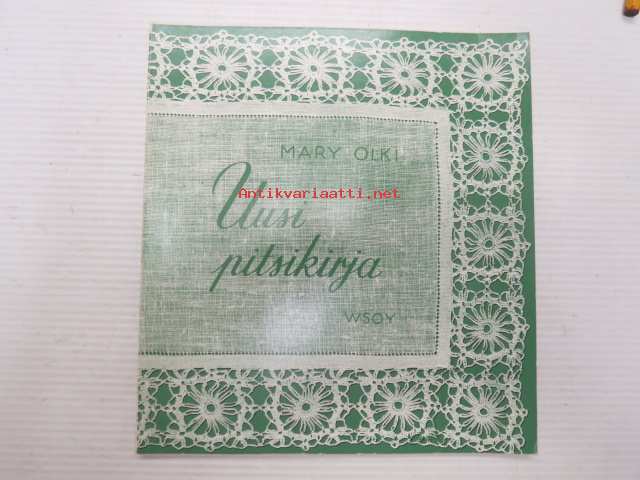 MARY OLKI
Antikvariaatti.net
Uusi
pitsikirja
WSOY